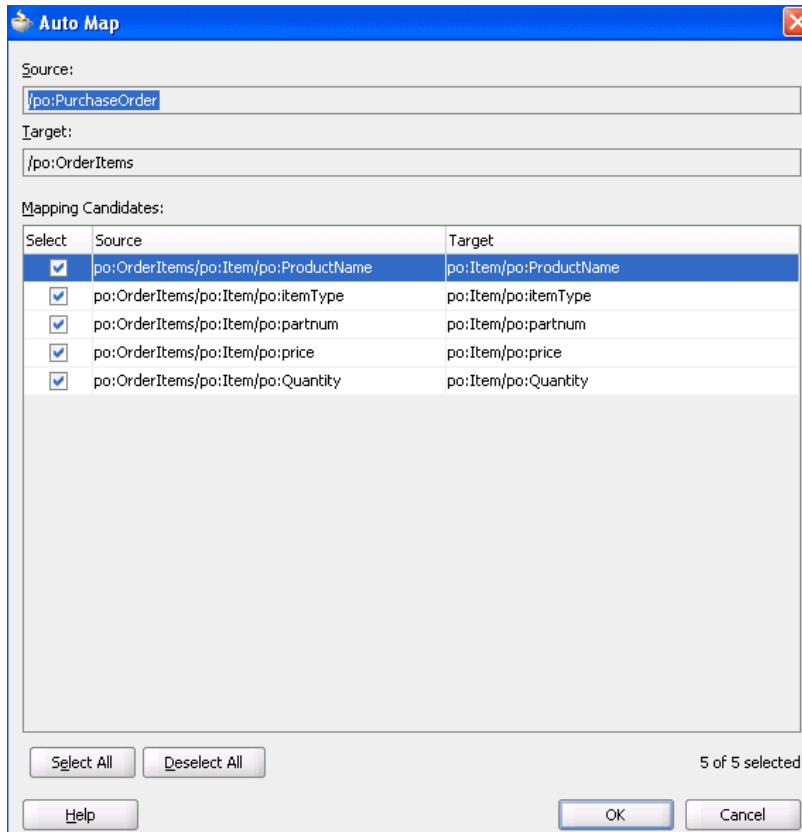 Auto Map
Source:
/po:PurchaseOrder
Target:
/po:OrderItems
Mapping Candidates:
Select Source Target
po:OrderItems/po:Item/po:ProductName po:Item/po:ProductName
po:OrderItems/po:Item/po:itemType po:Item/po:itemType
po:OrderItems/po:Item/po:partnum po:Item/po:partnum
po:OrderItems/po:Item/po:price po:Item/po:price
po:OrderItems/po:Item/po:Quantity po:Item/po:Quantity
Select All Deselect All 5 of 5 selected
Help OK Cancel